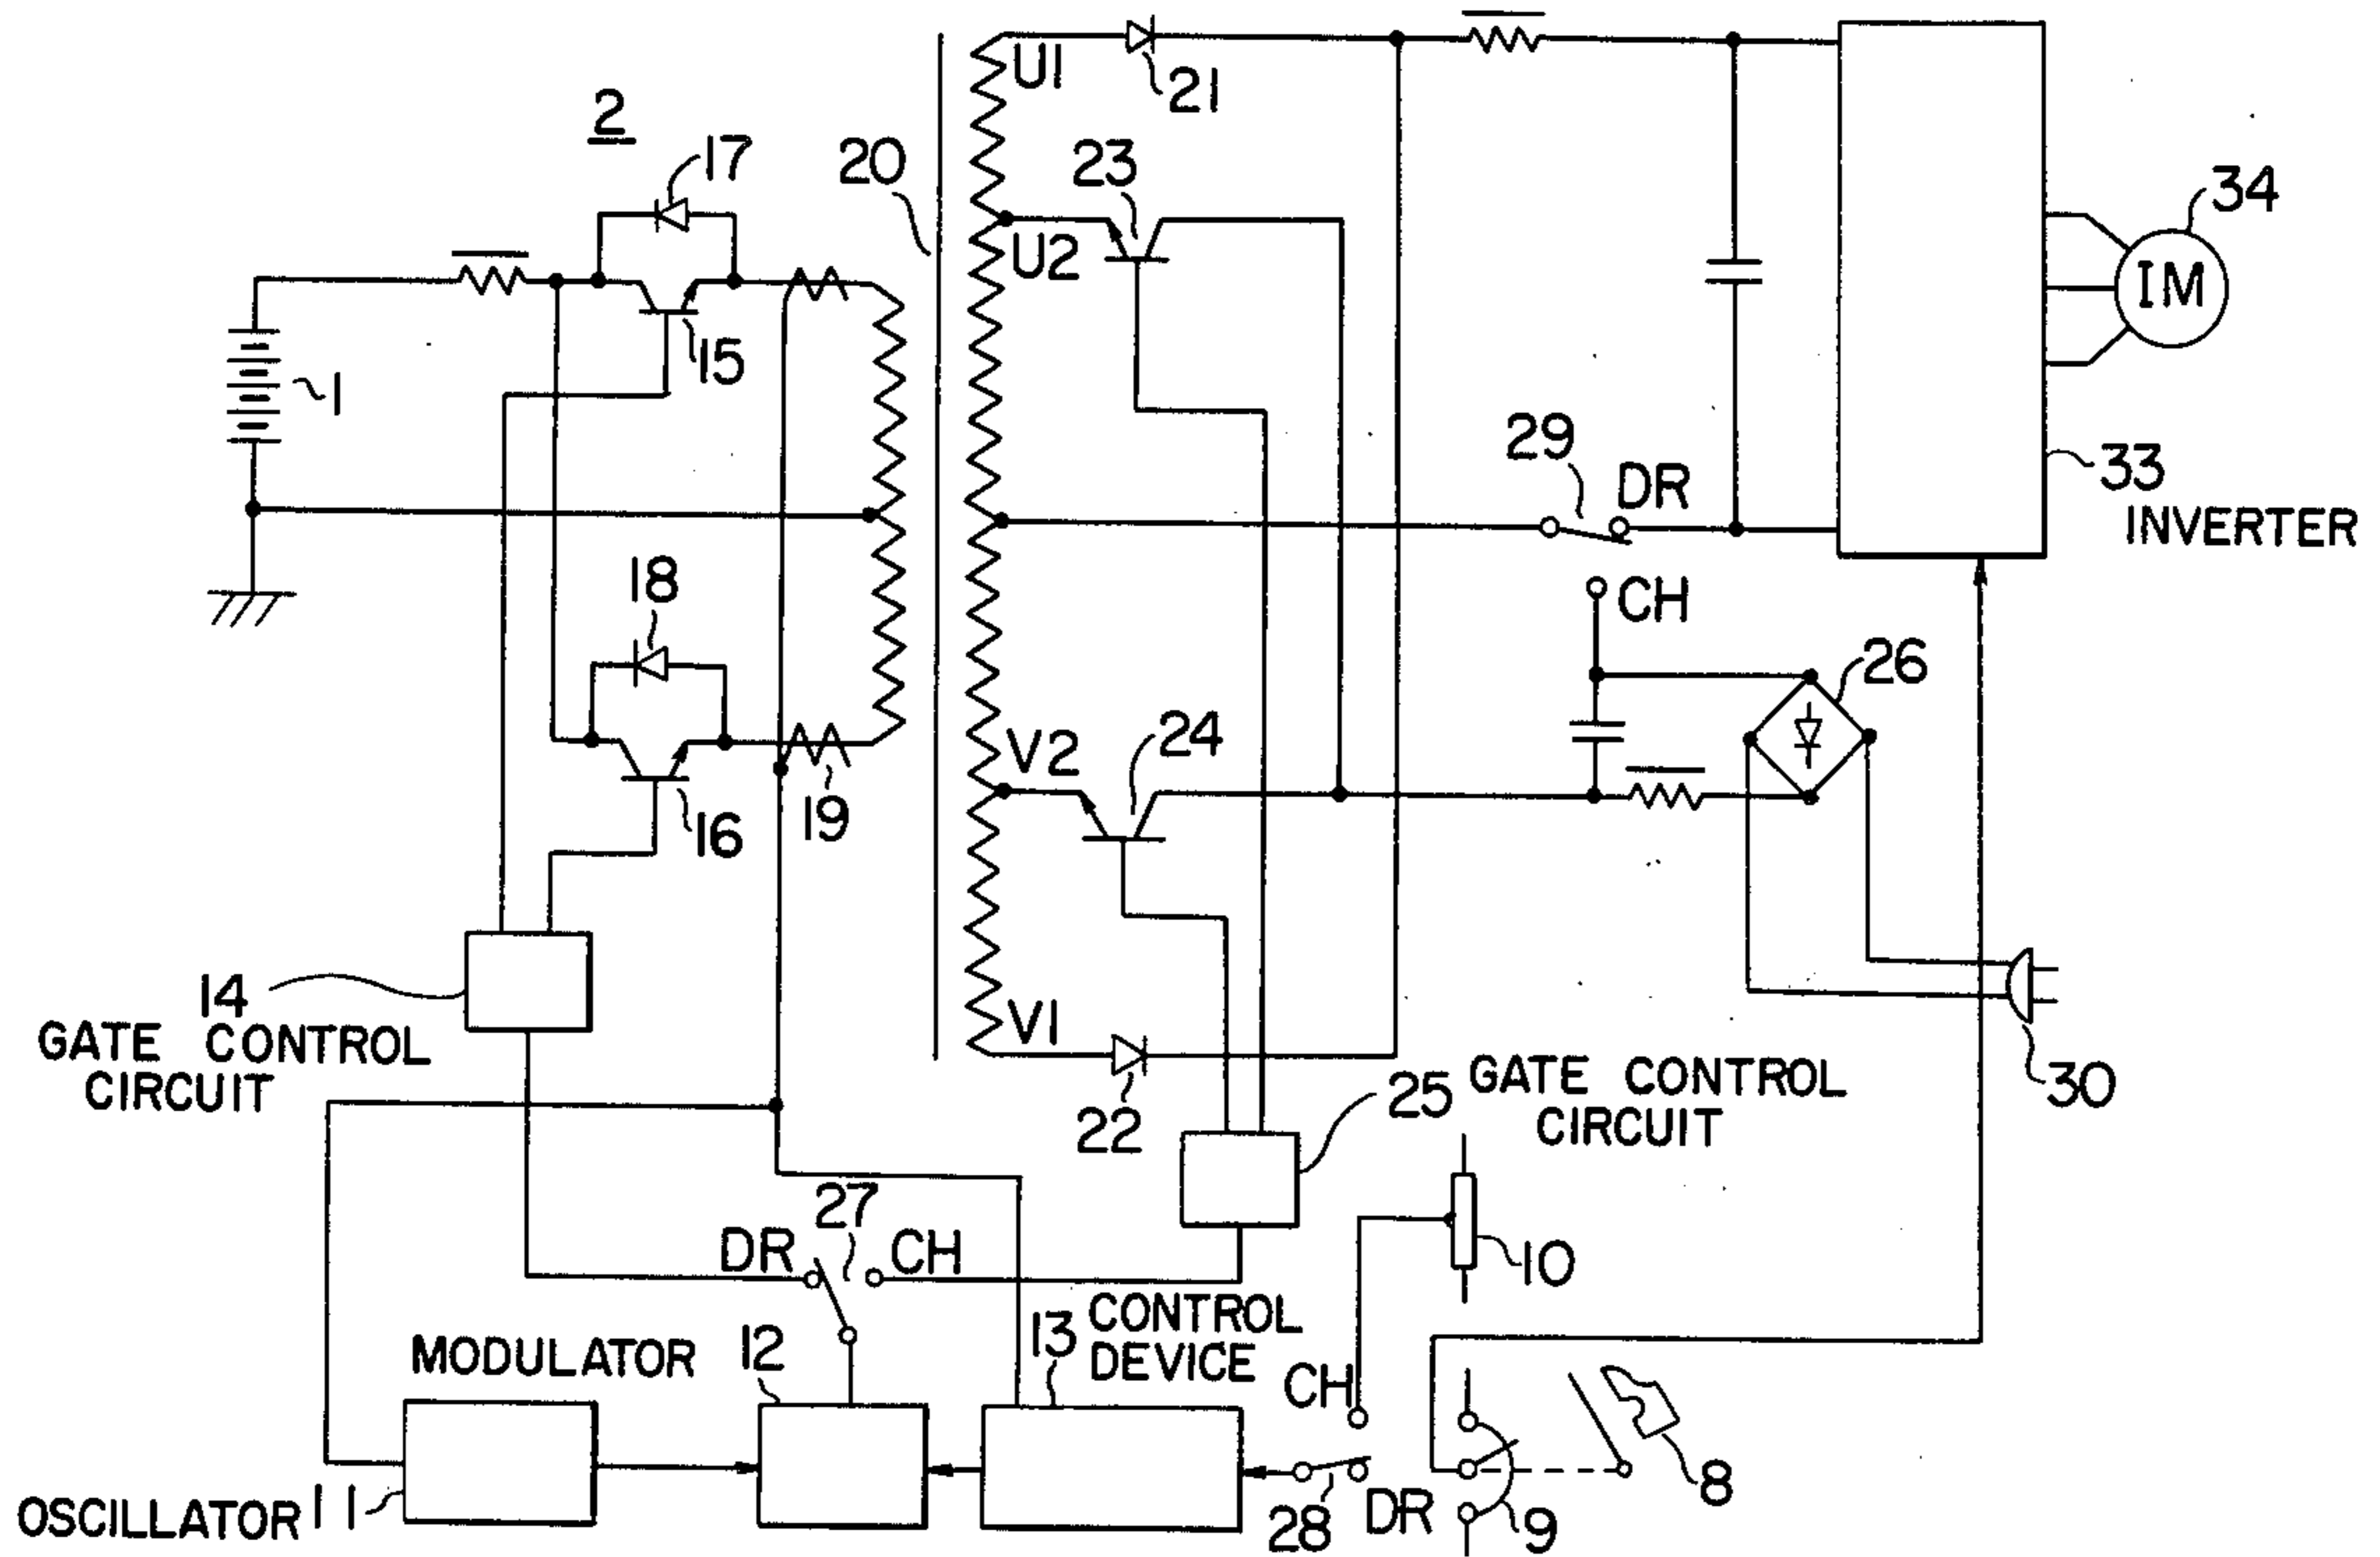 U1
21
2
17
20
23
34
U2
IM
15
1
29
DR
33
INVERTER
18
CH
26
V2
24
19
16
14
GATE CONTROL
CIRCUIT
V1
22
25
GATE CONTROL
CIRCUIT
30
27
DR
CH
10
MODULATOR
12
13
CONTROL
DEVICE
CH
OSCILLATOR
11
28
DR
9
8